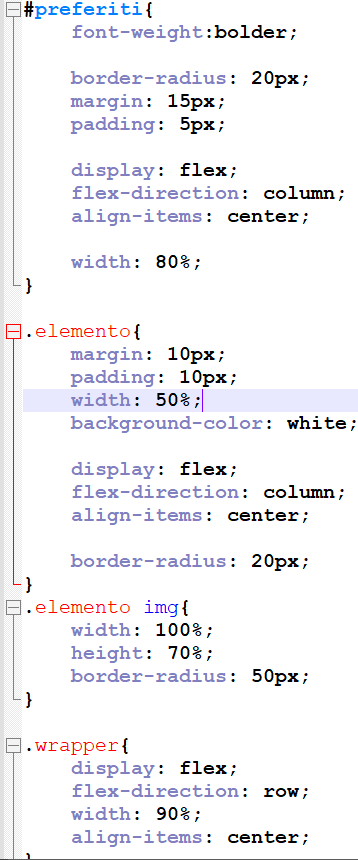 #preferiti{
font-weight:bolder;
border-radius: 20px;
margin: 15px;
padding: 5px;
display: flex;
flex-direction: column;
align-items: center;
width: 80%;
}
.elemento{
margin: 10px;
padding: 10px;
width: 50%;
background-color: white;
display: flex;
flex-direction: column;
align-items: center;
border-radius: 20px;
}
.elemento img{
width: 100%;
height: 70%;
border-radius: 50px;
}
.wrapper{
display: flex;
flex-direction: row;
width: 90%;
align-items: center;
}